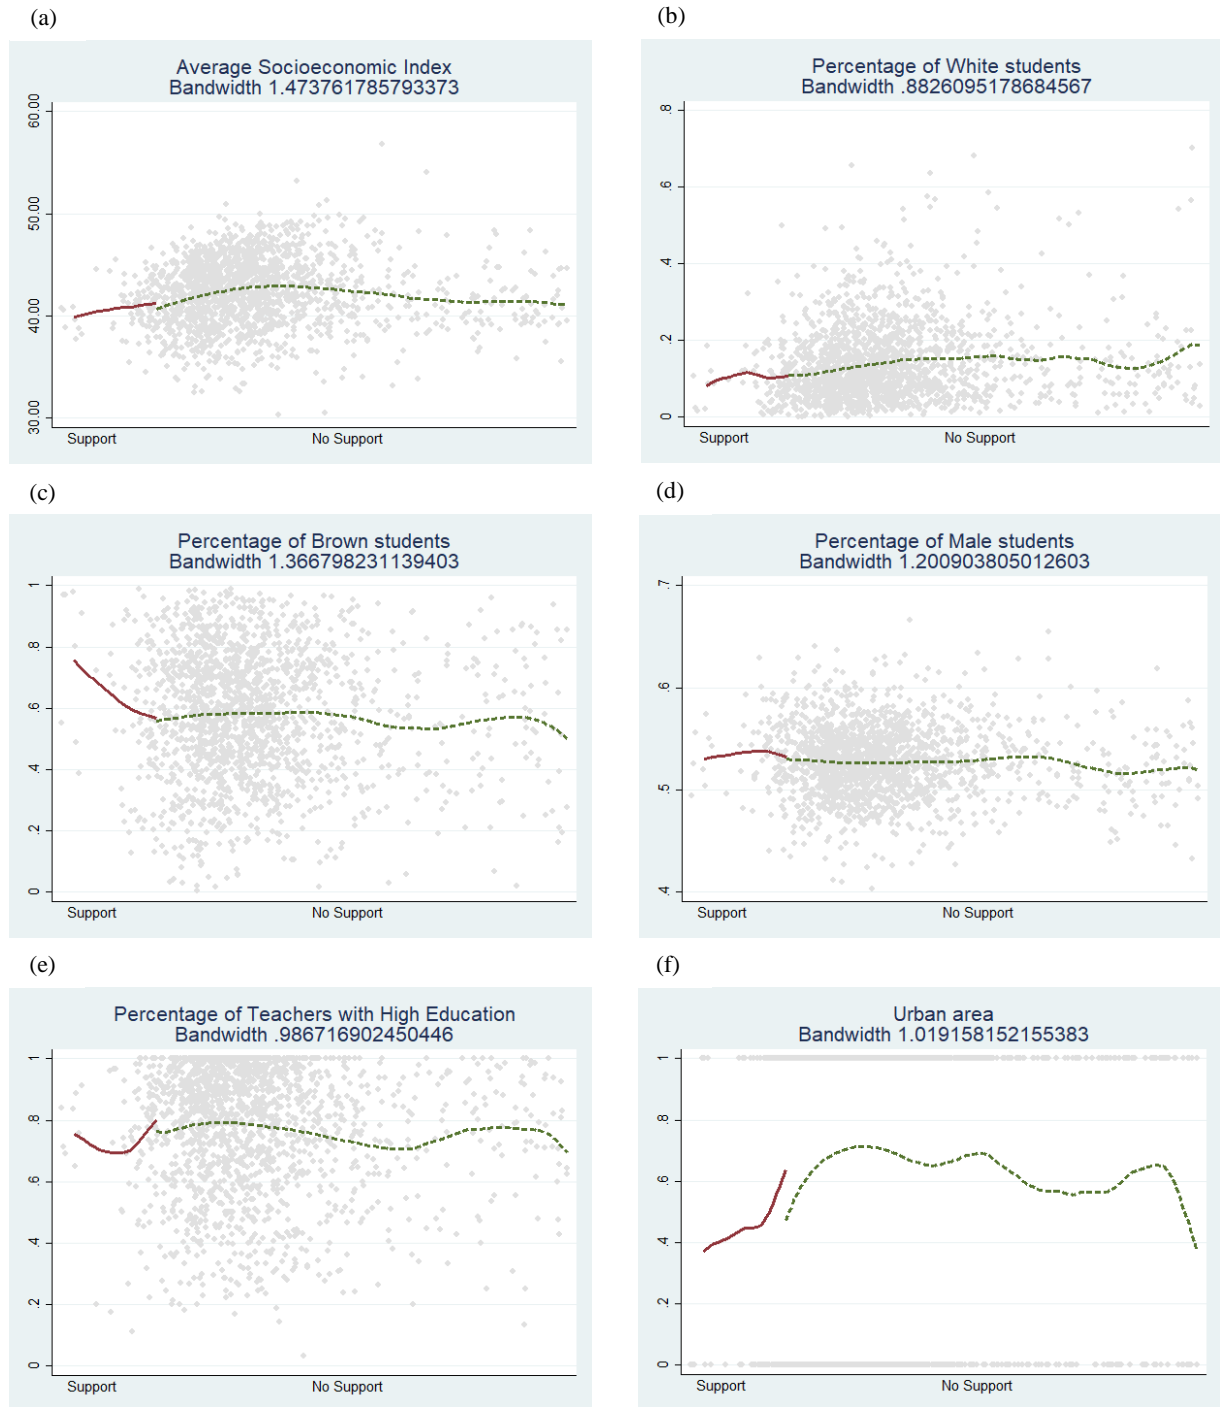 (a)
Average Socioeconomic Index
Bandwidth 1.473761785793373
60.00
50.00
40.00
30.00
Support No Support
(b)
Percentage of White students
Bandwidth .8826095178684567
.8
.6
.4
.2
0
Support No Support
(c)
Percentage of Brown students
Bandwidth 1.366798231139403
1
.8
.6
.4
.2
0
Support No Support
(d)
Percentage of Male students
Bandwidth 1.200903805012603
.7
.6
.5
.4
Support No Support
(e)
Percentage of Teachers with High Education
Bandwidth .986716902450446
1
.8
.6
.4
.2
0
Support No Support
(f)
Urban area
Bandwidth 1.019158152155383
1
.8
.6
.4
.2
0
Support No Support